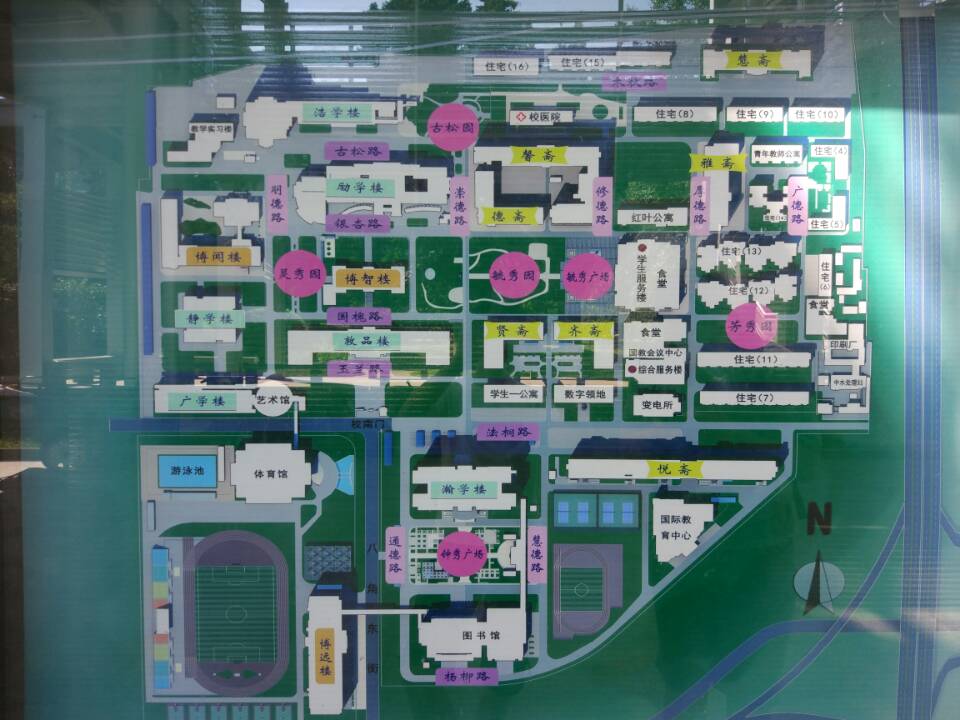 慧斋
住宅(16)
住宅(15)
浩学楼
校医院
住宅(8)
住宅(9)
住宅(10)
教学实习楼
古松园
古松路
馨斋
雅斋
青年教师公寓
住宅(4)
励学楼
朋德路
崇德路
修德路
厚德路
广德路
银杏路
德斋
红叶公寓
住宅(5)
博闻楼
住宅(13)
昊秀园
博智楼
毓秀园
毓秀广场
学生服务楼
食堂
住宅(6)
住宅(12)
静学楼
国槐路
食堂
敏品楼
贤斋
齐斋
食堂
芳秀园
印刷厂
国教会议中心
住宅(11)
玉兰路
综合服务楼
中水处理站
广学楼
艺术馆
学生一公寓
数字领地
变电所
住宅(7)
校南门
法桐路
游泳池
体育馆
瀚学楼
悦斋
国际教育中心
通德路
钟秀广场
慧德路
N
八角东街
博远楼
图书馆
杨柳路